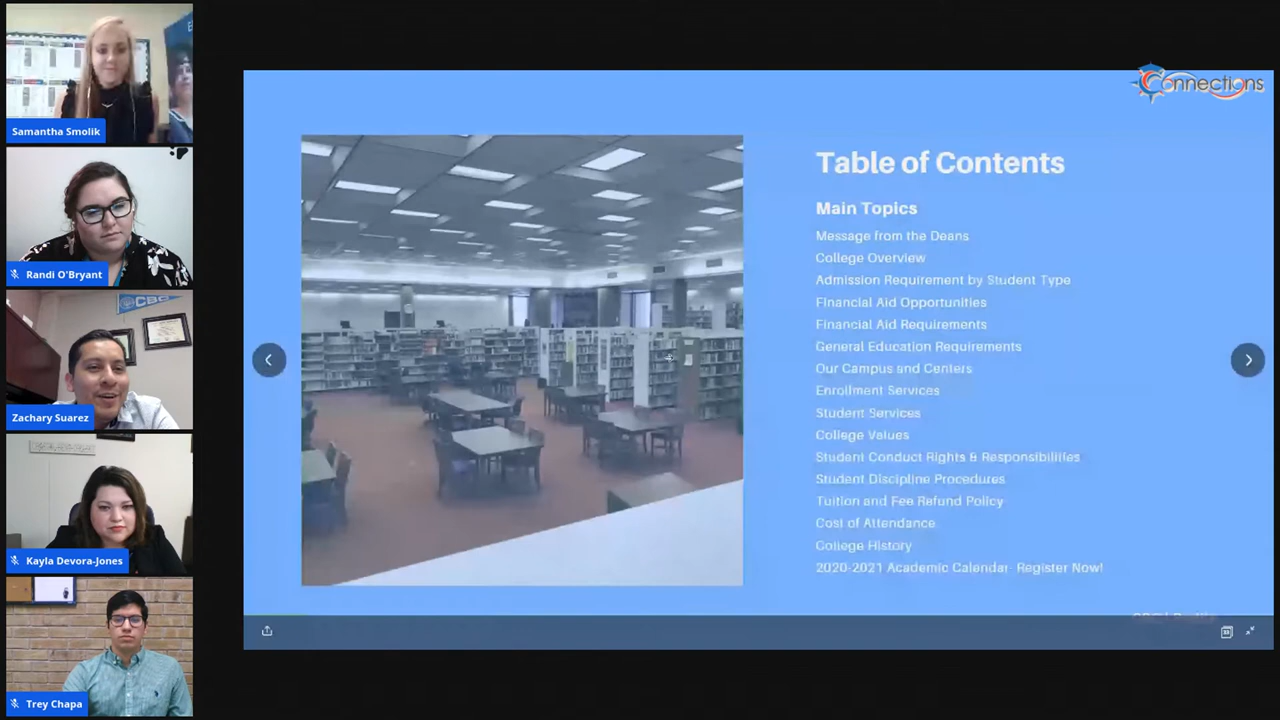 Samantha Smolik
Randi O'Bryant
CBC
Zachary Suarez
Kayla Devora-Jones
Trey Chapa
Connections
Table of Contents
Main Topics
Message from the Deans
College Overview
Admission Requirement by Student Type
Financial Aid Opportunities
Financial Aid Requirements
General Education Requirements
Our Campus and Centers
Enrollment Services
Student Services
College Values
Student Conduct Rights & Responsibilities
Student Discipline Procedures
Tuition and Fee Refund Policy
Cost of Attendance
College History
2020-2021 Academic Calendar- Register Now!